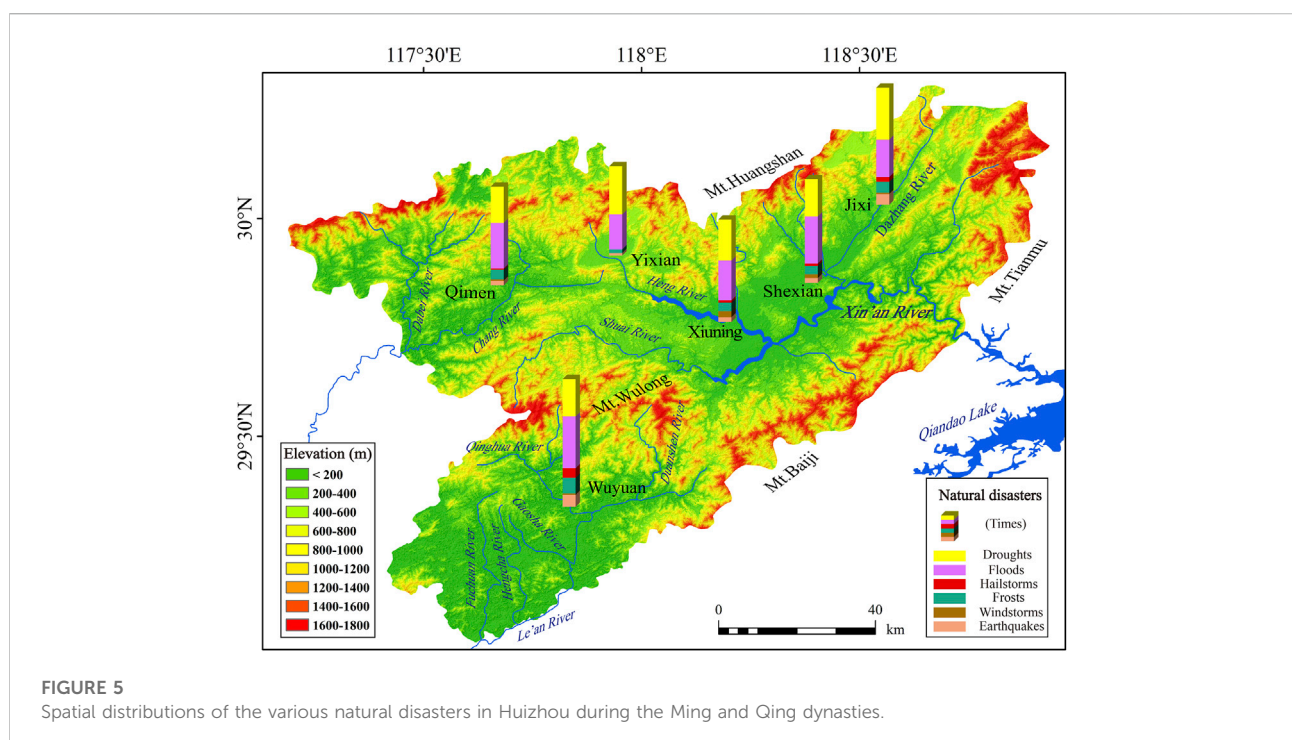 117°30'E
118°E
118°30'E
30°N
29°30'N
Mt.Huangshan
Jixi
Dazhang River
Yixian
Qimen
Heng River
Shexian
Mt.Tianmu
Dabei River
Chang River
Xiuning
Xin'an River
Shuai River
Mt.Wulong
Qiandao Lake
Qinghua River
Duanshen River
Mt.Baiji
Wuyuan
Gaosha River
Fuchuan River
Hengcha River
Le'an River
Elevation (m)
< 200
200-400
400-600
600-800
800-1000
1000-1200
1200-1400
1400-1600
1600-1800
Natural disasters
(Times)
Droughts
Floods
Hailstorms
Frosts
Windstorms
Earthquakes
0 40
km
FIGURE 5
Spatial distributions of the various natural disasters in Huizhou during the Ming and Qing dynasties.